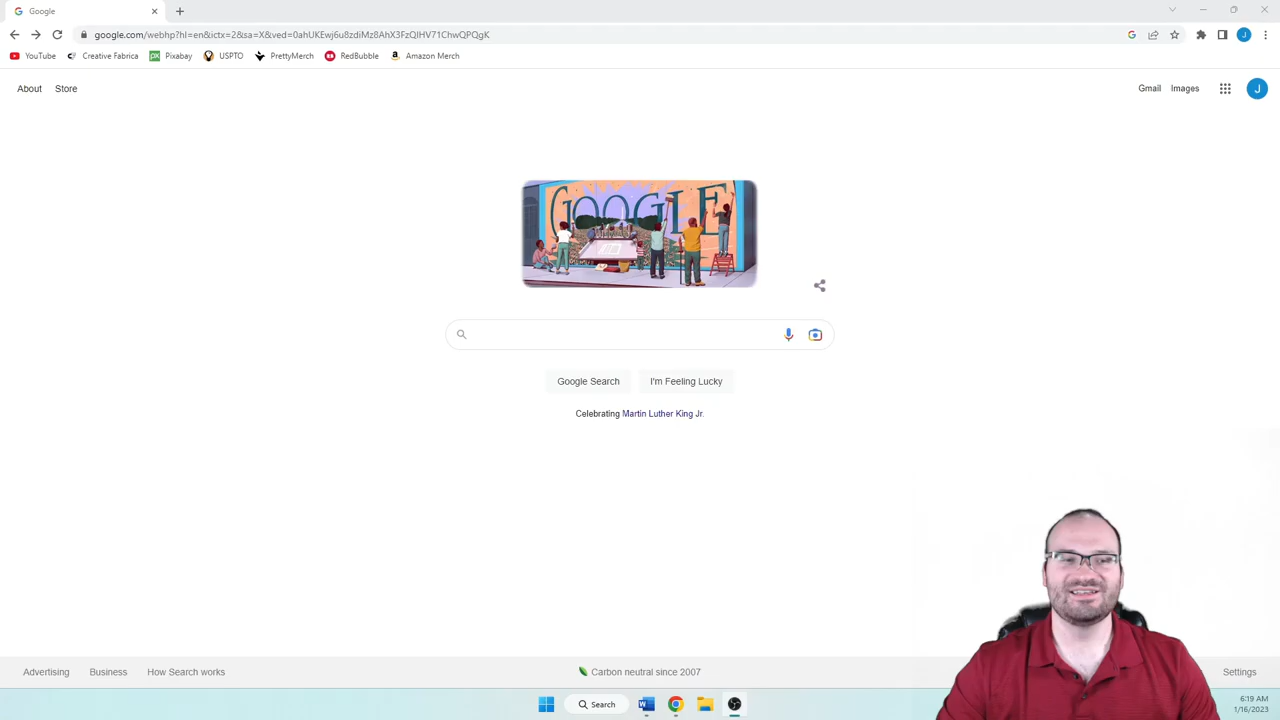 Google
google.com/webhp?hl=en&ictx=2&sa=X&ved=0ahUKEwj6u8zdiMz8AhX3FzQIHV71ChwQPQgK
J
YouTube
Creative Fabrica
Pixabay
USPTO
PrettyMerch
RedBubble
Amazon Merch
About
Store
Gmail
Images
J
GOOGLE
Google Search
I'm Feeling Lucky
Celebrating Martin Luther King Jr.
Advertising
Business
How Search works
Carbon neutral since 2007
Settings
Search
6:19 AM
1/16/2023